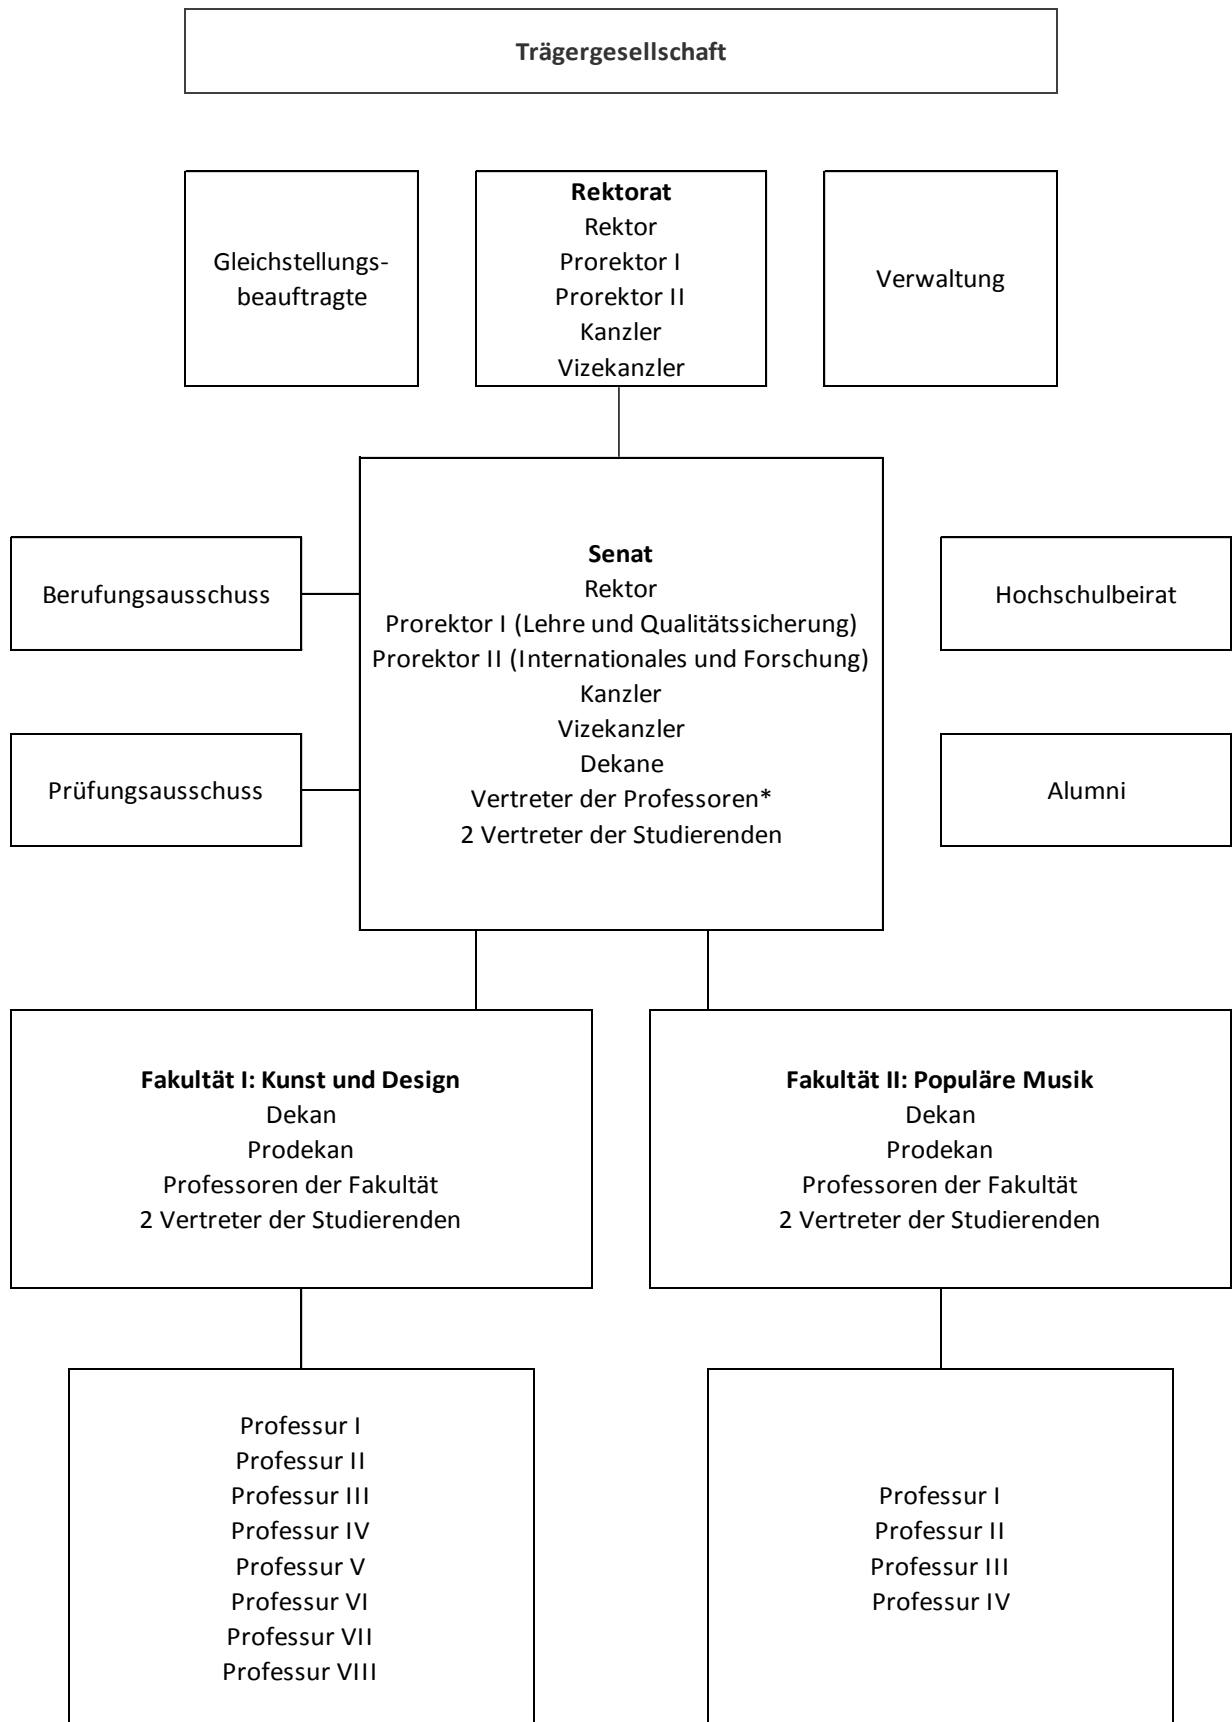 Trägergesellschaft
Gleichstellungs-
beauftragte
Rektorat
Rektor
Prorektor I
Prorektor II
Kanzler
Vizekanzler
Verwaltung
Berufungsausschuss
Prüfungsausschuss
Senat
Rektor
Prorektor I (Lehre und Qualitätssicherung)
Prorektor II (Internationales und Forschung)
Kanzler
Vizekanzler
Dekane
Vertreter der Professoren*
2 Vertreter der Studierenden
Hochschulbeirat
Alumni
Fakultät I: Kunst und Design
Dekan
Prodekan
Professoren der Fakultät
2 Vertreter der Studierenden
Fakultät II: Populäre Musik
Dekan
Prodekan
Professoren der Fakultät
2 Vertreter der Studierenden
Professur I
Professur II
Professur III
Professur IV
Professur V
Professur VI
Professur VII
Professur VIII
Professur I
Professur II
Professur III
Professur IV